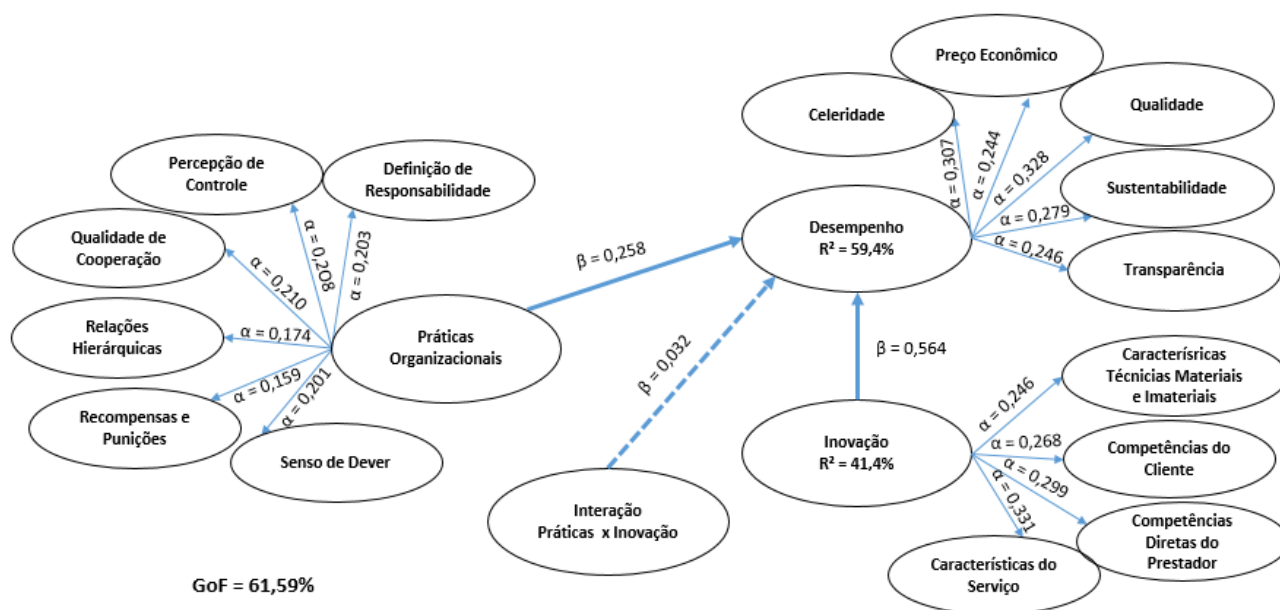 Preço Econômico
Celeridade
Qualidade
α = 0,307
α = 0,244
α = 0,328
Percepção de
Controle
Definição de
Responsabilidade
Sustentabilidade
α = 0,279
Desempenho
R² = 59,4%
α = 0,246
Transparência
Qualidade de
Cooperação
α = 0,210
α = 0,2O8
α = 0,203
β = 0,258
Relações
Hierárquicas
α = 0,174
Práticas
Organizacionais
β = 0,032
β = 0,564
α = 0,159
α = 0,201
Recompensas e
Punições
Senso de Dever
Caracterísricas
Técnicias Materiais
e Imateriais
α = 0,246
Inovação
R² = 41,4%
α = 0,268
Competências do
Cliente
α = 0,299
α = 0,331
Interação
Práticas x Inovação
Competências
Diretas do
Prestador
Características do
Serviço
GoF = 61,59%